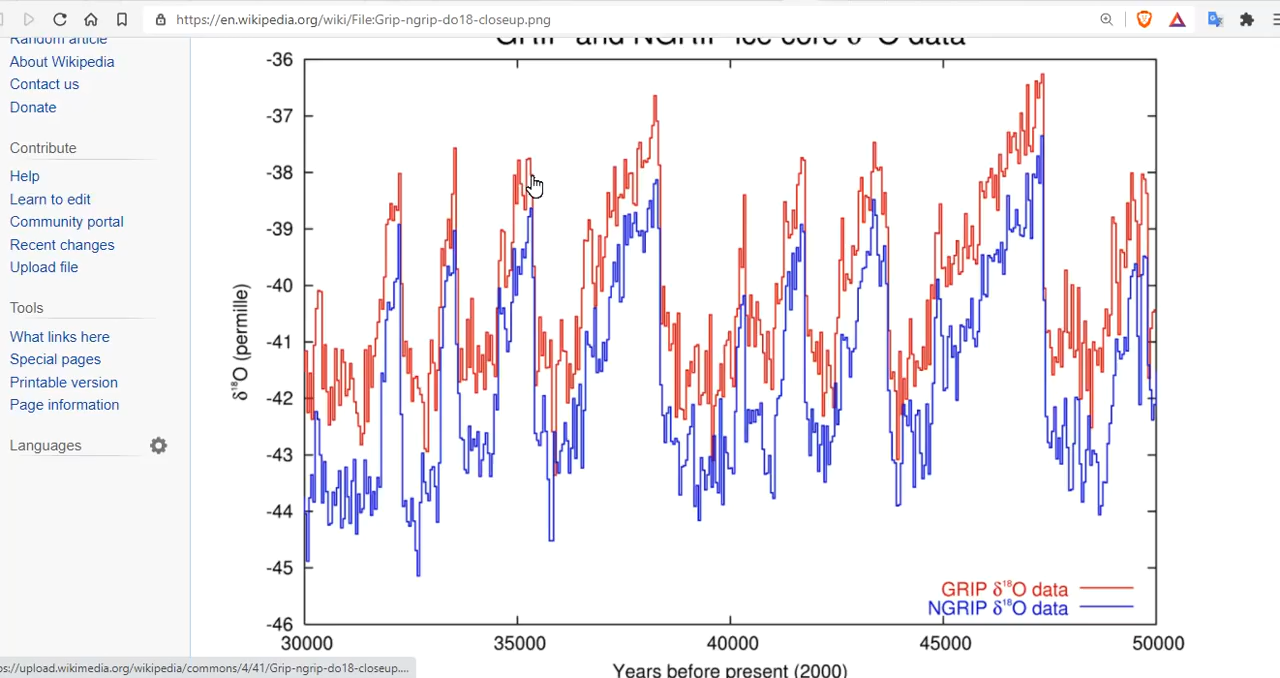 https://en.wikipedia.org/wiki/File:Grip-ngrip-do18-closeup.png
Random article
About Wikipedia
Contact us
Donate
Contribute
Help
Learn to edit
Community portal
Recent changes
Upload file
Tools
What links here
Special pages
Printable version
Page information
Languages
GRIP and NGRIP ice core δ18O data
-36
-37
-38
-39
-40
-41
-42
-43
-44
-45
-46
δ18O (permille)
GRIP δ18O data
NGRIP δ18O data
30000
35000
40000
45000
50000
Years before present (2000)
ps://upload.wikimedia.org/wikipedia/commons/4/41/Grip-ngrip-do18-closeup....